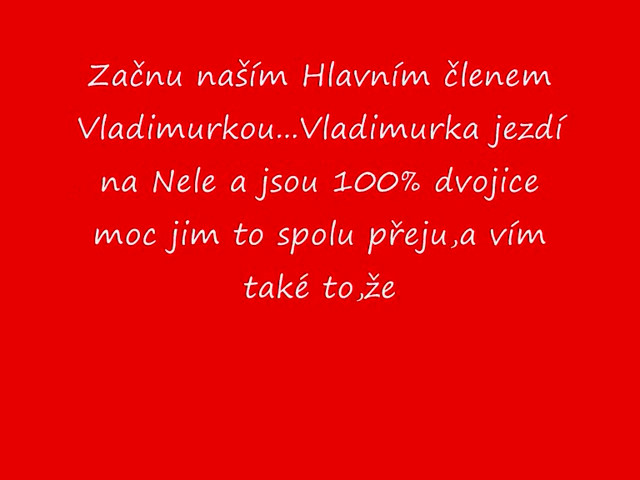 Začnu naším Hlavním členem
Vladimurkou...Vladimurka jezdí
na Nele a jsou 100% dvojice
moc jim to spolu přeju,a vím
také to,že